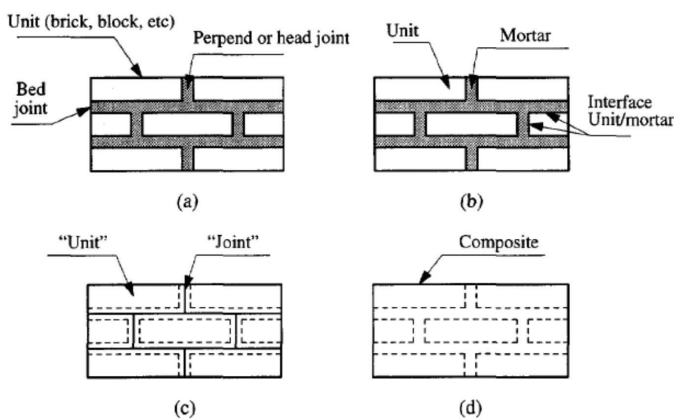 Unit (brick, block, etc)
Perpend or head joint
Bed
joint
(a)
Unit
Mortar
Interface
Unit/mortar
(b)
“Unit”
“Joint”
(c)
Composite
(d)